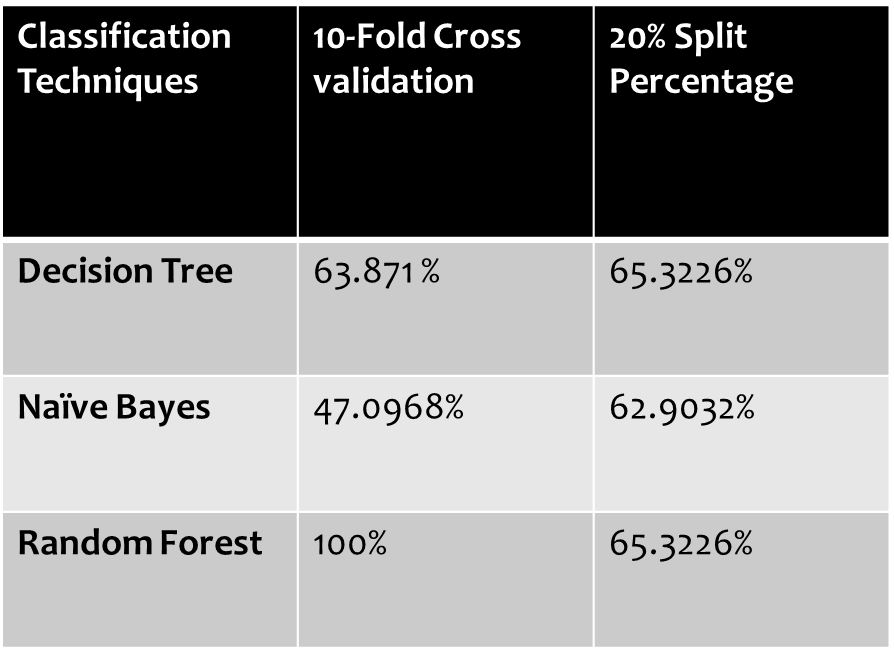 Classification Techniques | 10-Fold Cross validation | 20% Split Percentage
Decision Tree | 63.871 % | 65.3226%
Naïve Bayes | 47.0968% | 62.9032%
Random Forest | 100% | 65.3226%